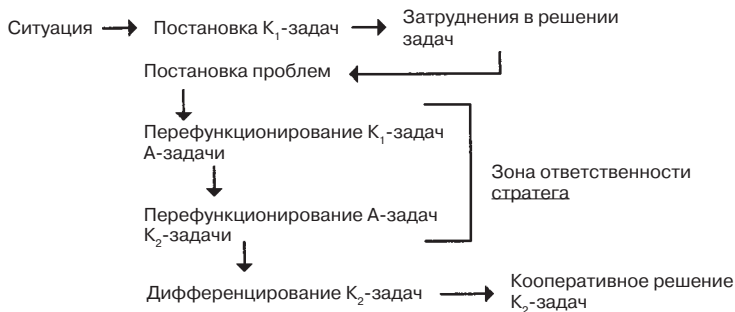 Ситуация
Постановка К₁-задач
Затруднения в решении
задач
Постановка проблем
Перефункционирование К₁-задач
А-задачи
Зона ответственности
стратега
Перефункционирование А-задач
К₂-задачи
Дифференцирование К₂-задач
Кооперативное решение
К₂-задач